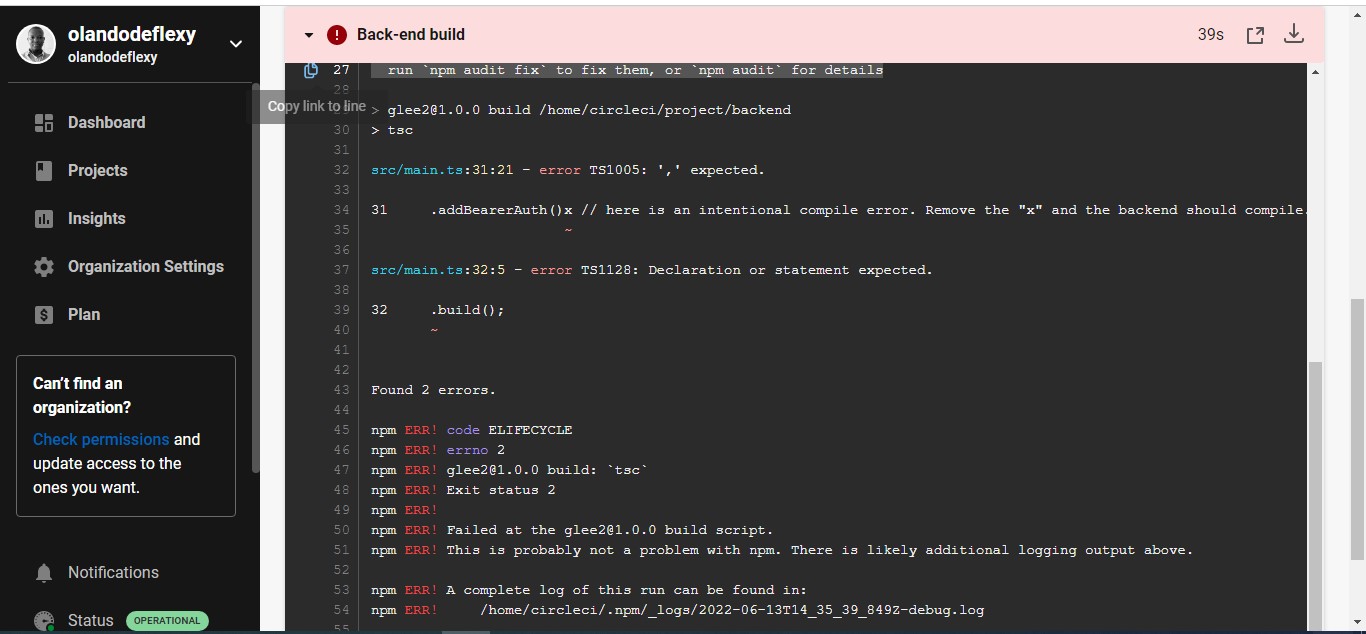 olandodeflexy
olandodeflexy
Dashboard
Projects
Insights
Organization Settings
Plan
Can't find an
organization?
Check permissions and
update access to the
ones you want.
Notifications
Status OPERATIONAL
Back-end build 39s
Copy link to line
27 run `npm audit fix` to fix them, or `npm audit` for details
28
29 > glee2@1.0.0 build /home/circleci/project/backend
30 > tsc
31
32 src/main.ts:31:21 - error TS1005: ',' expected.
33
34 31 .addBearerAuth()x // here is an intentional compile error. Remove the "x" and the backend should compile.
35 ~
36
37 src/main.ts:32:5 - error TS1128: Declaration or statement expected.
38
39 32 .build();
40 ~
41
42
43 Found 2 errors.
44
45 npm ERR! code ELIFECYCLE
46 npm ERR! errno 2
47 npm ERR! glee2@1.0.0 build: `tsc`
48 npm ERR! Exit status 2
49 npm ERR!
50 npm ERR! Failed at the glee2@1.0.0 build script.
51 npm ERR! This is probably not a problem with npm. There is likely additional logging output above.
52
53 npm ERR! A complete log of this run can be found in:
54 npm ERR! /home/circleci/.npm/_logs/2022-06-13T14_35_39_849Z-debug.log
55